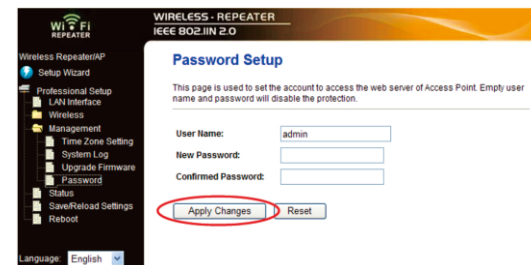 Wi Fi
REPEATER
WIRELESS - REPEATER
IEEE 802.IIN 2.0
Wireless Repeater/AP
Setup Wizard
Professional Setup
LAN Interface
Wireless
Management
Time Zone Setting
System Log
Upgrade Firmware
Password
Status
Save/Reload Settings
Reboot
Language: English
Password Setup
This page is used to set the account to access the web server of Access Point. Empty user
name and password will disable the protection.
User Name: admin
New Password:
Confirmed Password:
Apply Changes Reset